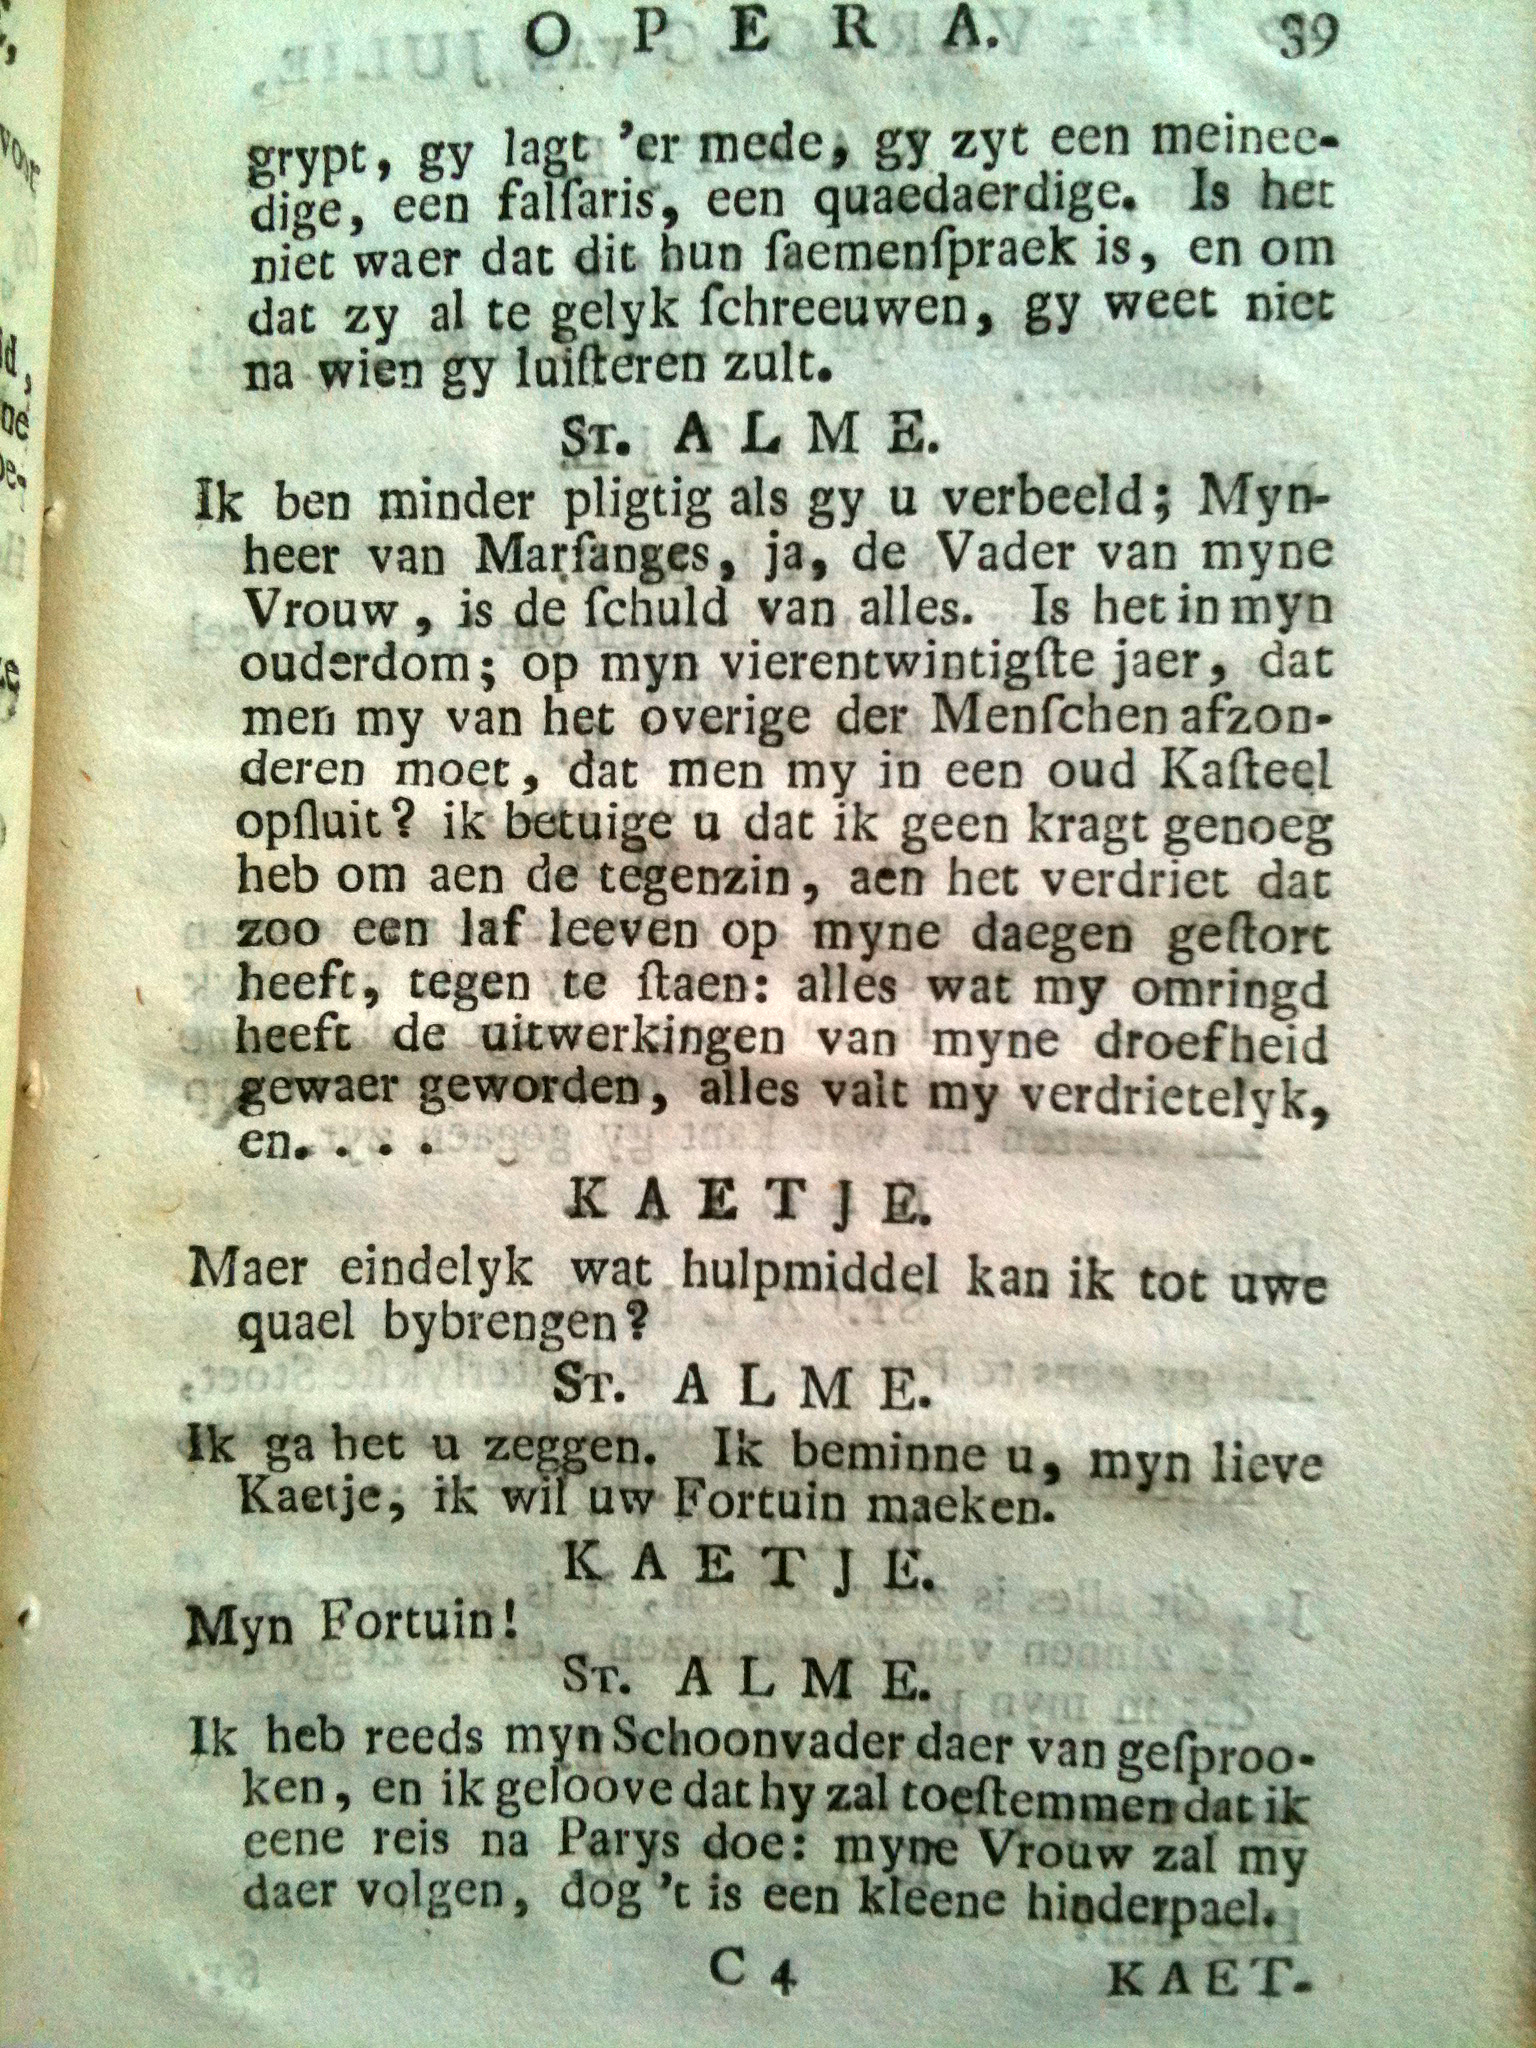 OPERA. 39
grypt, gy lagt 'er mede, gy zyt een meinee-
dige, een falſaris, een quaedaerdige. Is het
niet waer dat dit hun ſaemenſpraek is, en om
dat zy al te gelyk ſchreeuwen, gy weet niet
na wien gy luiſteren zult.
ST. ALME.
Ik ben minder pligtig als gy u verbeeld; Myn-
heer van Marſanges, ja, de Vader van myne
Vrouw, is de ſchuld van alles. Is het in myn
ouderdom; op myn vierentwintigſte jaer, dat
men my van het overige der Menſchen afzon-
deren moet, dat men my in een oud Kaſteel
opſluit? ik betuige u dat ik geen kragt genoeg
heb om aen de tegenzin, aen het verdriet dat
zoo een laf leeven op myne daegen geſtort
heeft, tegen te ſtaen: alles wat my omringd
heeft de uitwerkingen van myne droefheid
gewaer geworden, alles valt my verdrietelyk,
en. . . .
KAETJE.
Maer eindelyk wat hulpmiddel kan ik tot uwe
quael bybrengen?
ST. ALME.
Ik ga het u zeggen. Ik beminne u, myn lieve
Kaetje, ik wil uw Fortuin maeken.
KAETJE.
Myn Fortuin!
ST. ALME.
Ik heb reeds myn Schoonvader daer van geſproo-
ken, en ik geloove dat hy zal toeſtemmen dat ik
eene reis na Parys doe: myne Vrouw zal my
daer volgen, dog 't is een kleene hinderpael.
C 4 KAET-